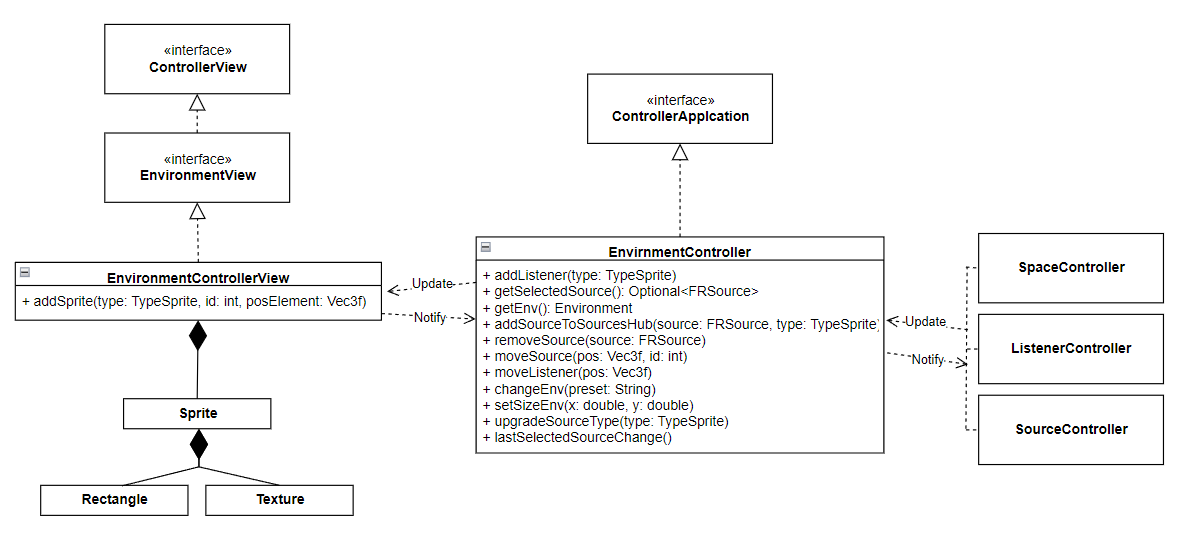 «interface»
ControllerView
«interface»
EnvironmentView
EnvironmentControllerView
+ addSprite(type: TypeSprite, id: int, posElement: Vec3f)
Sprite
Rectangle
Texture
Update
Notify
«interface»
ControllerApplcation
EnvirnmentController
+ addListener(type: TypeSprite)
+ getSelectedSource(): Optional<FRSource>
+ getEnv(): Environment
+ addSourceToSourcesHub(source: FRSource, type: TypeSprite)
+ removeSource(source: FRSource)
+ moveSource(pos: Vec3f, id: int)
+ moveListener(pos: Vec3f)
+ changeEnv(preset: String)
+ setSizeEnv(x: double, y: double)
+ upgradeSourceType(type: TypeSprite)
+ lastSelectedSourceChange()
Update
Notify
SpaceController
ListenerController
SourceController